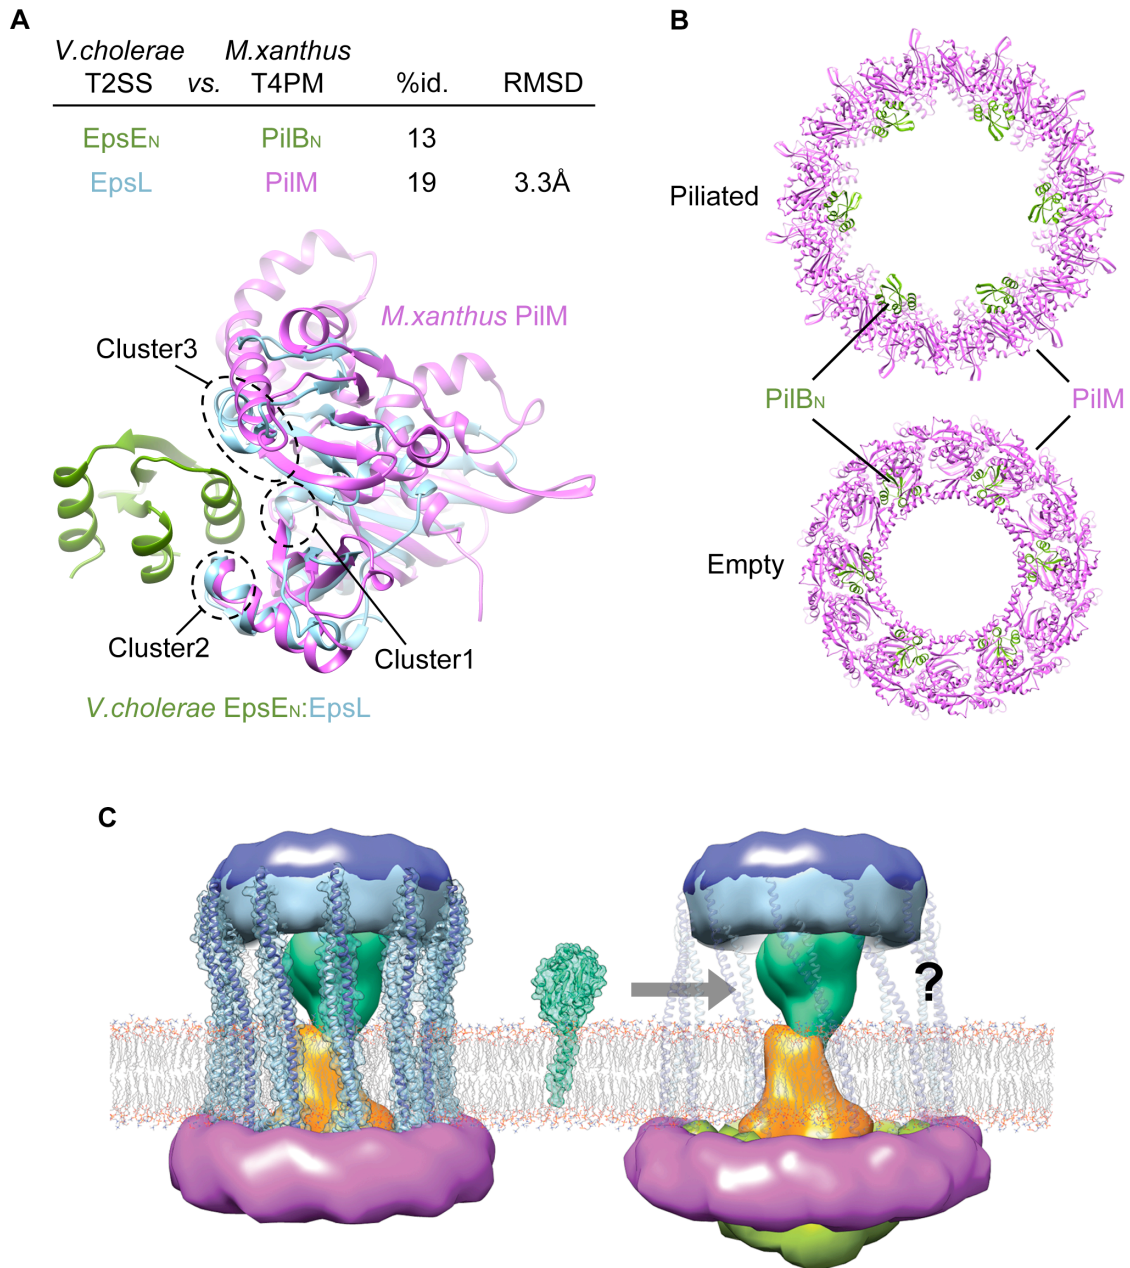 A
V.cholerae M.xanthus
T2SS vs. T4PM %id. RMSD
EpsEN PilBN 13
EpsL PilM 19 3.3Å
M.xanthus PilM
Cluster3
Cluster2
Cluster1
V.cholerae EpsEN:EpsL
B
Piliated
PilBN
PilM
Empty
C
?